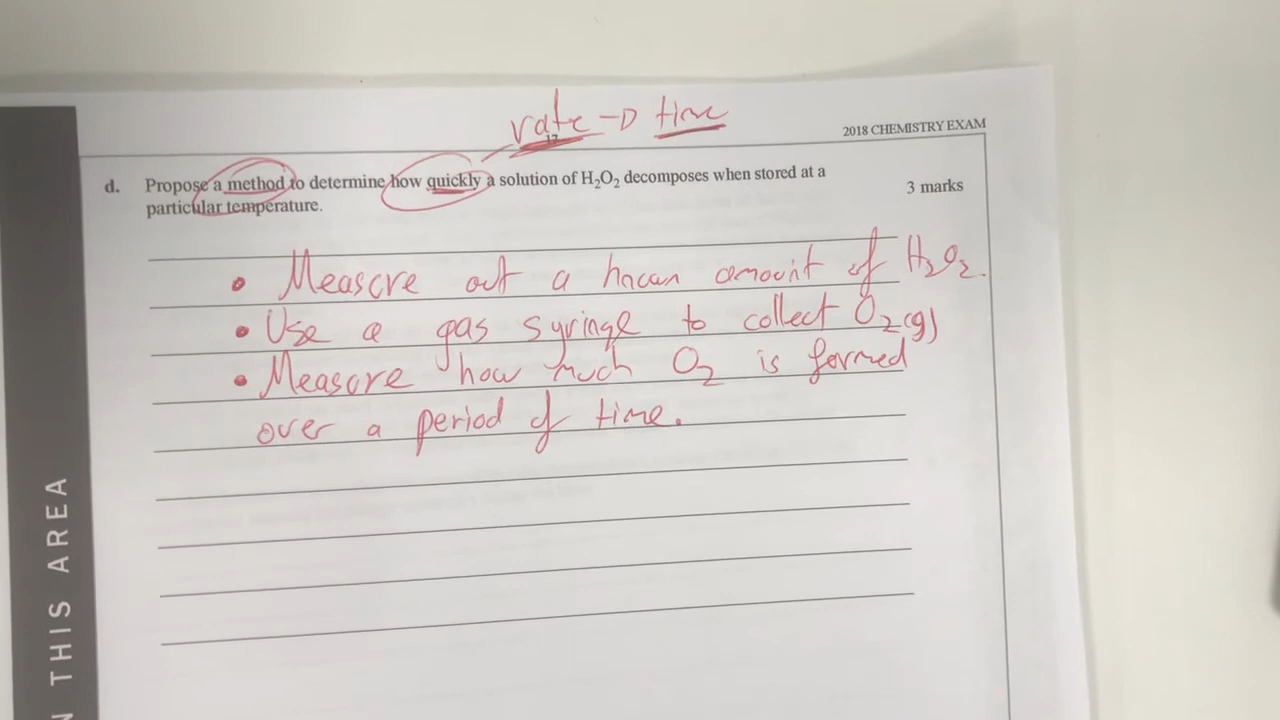 rate → time
17
2018 CHEMISTRY EXAM
d. Propose a method to determine how quickly a solution of H₂O₂ decomposes when stored at a
particular temperature.
3 marks
• Measure out a known amount of H₂O₂.
• Use a gas syringe to collect O₂(g)
• Measure how much O₂ is formed
over a period of time.
THIS AREA